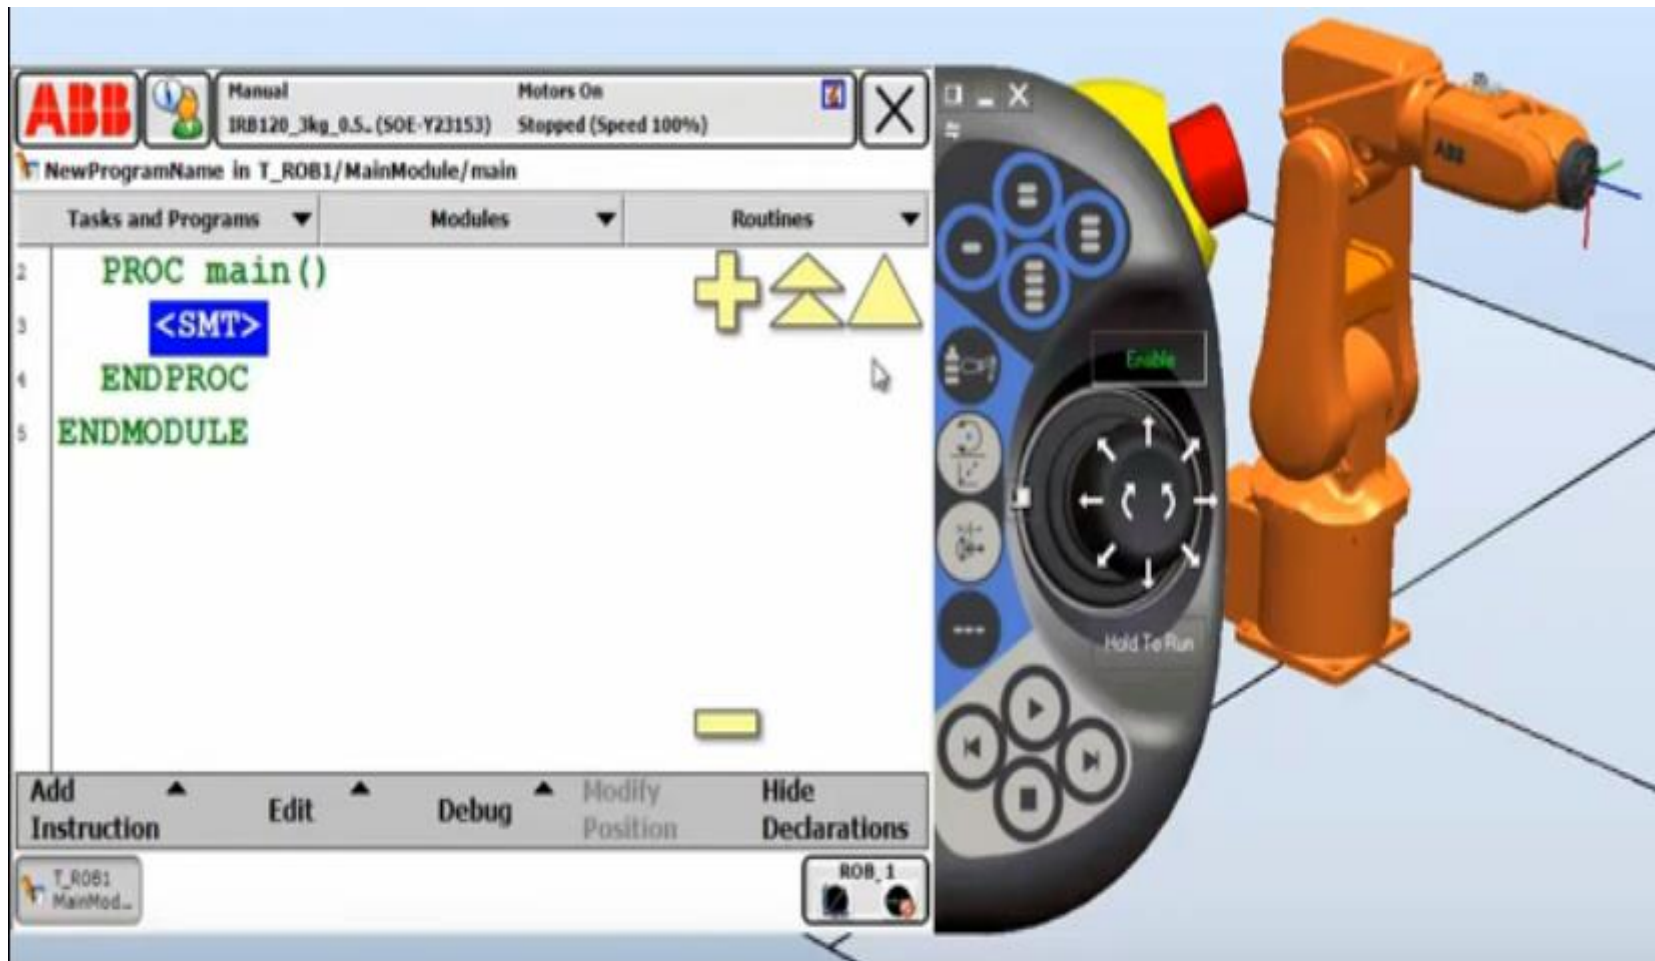 ABB
Manual
Motors On
IRB120_3kg_0.5.. (SOE-Y23153)
Stopped (Speed 100%)
NewProgramName in T_ROB1/MainModule/main
Tasks and Programs
Modules
Routines
2 PROC main()
3 <SMT>
4 ENDPROC
5 ENDMODULE
Add Instruction
Edit
Debug
Modify Position
Hide Declarations
T_ROB1
MainMod...
ROB_1
Enable
Hold To Run
ABB